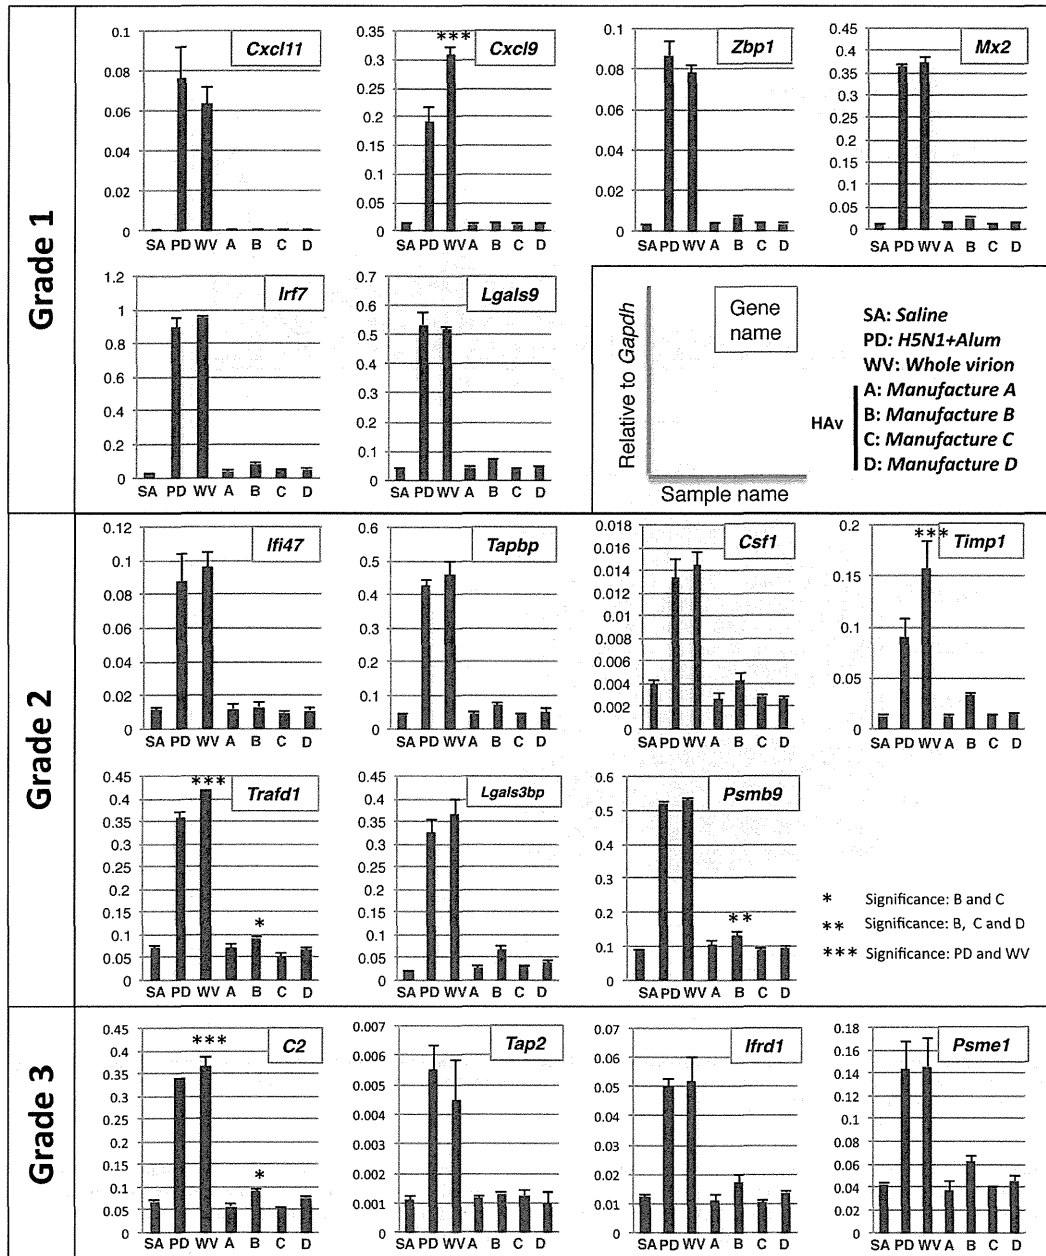 Grade 1
Cxcl11
0.1
0.08
0.06
0.04
0.02
0
SA PD WV A B C D
Cxcl9
***
0.35
0.3
0.25
0.2
0.15
0.1
0.05
0
SA PD WV A B C D
Zbp1
0.1
0.08
0.06
0.04
0.02
0
SA PD WV A B C D
Mx2
0.45
0.4
0.35
0.3
0.25
0.2
0.15
0.1
0.05
0
SA PD WV A B C D
Irf7
1.2
1
0.8
0.6
0.4
0.2
0
SA PD WV A B C D
Lgals9
0.7
0.6
0.5
0.4
0.3
0.2
0.1
0
SA PD WV A B C D
Relative to Gapdh
Gene
name
Sample name
SA: Saline
PD: H5N1+Alum
WV: Whole virion
HAv
A: Manufacture A
B: Manufacture B
C: Manufacture C
D: Manufacture D
Grade 2
Ifi47
0.12
0.1
0.08
0.06
0.04
0.02
0
SA PD WV A B C D
Tapbp
0.6
0.5
0.4
0.3
0.2
0.1
0
SA PD WV A B C D
Csf1
0.018
0.016
0.014
0.012
0.01
0.008
0.006
0.004
0.002
0
SA PD WV A B C D
Timp1
***
0.2
0.15
0.1
0.05
0
SA PD WV A B C D
Trafd1
***
*
0.45
0.4
0.35
0.3
0.25
0.2
0.15
0.1
0.05
0
SA PD WV A B C D
Lgals3bp
0.45
0.4
0.35
0.3
0.25
0.2
0.15
0.1
0.05
0
SA PD WV A B C D
Psmb9
**
0.6
0.5
0.4
0.3
0.2
0.1
0
SA PD WV A B C D
* Significance: B and C
** Significance: B, C and D
*** Significance: PD and WV
Grade 3
C2
***
*
0.45
0.4
0.35
0.3
0.25
0.2
0.15
0.1
0.05
0
SA PD WV A B C D
Tap2
0.007
0.006
0.005
0.004
0.003
0.002
0.001
0
SA PD WV A B C D
Ifrd1
0.07
0.06
0.05
0.04
0.03
0.02
0.01
0
SA PD WV A B C D
Psme1
0.18
0.16
0.14
0.12
0.1
0.08
0.06
0.04
0.02
0
SA PD WV A B C D